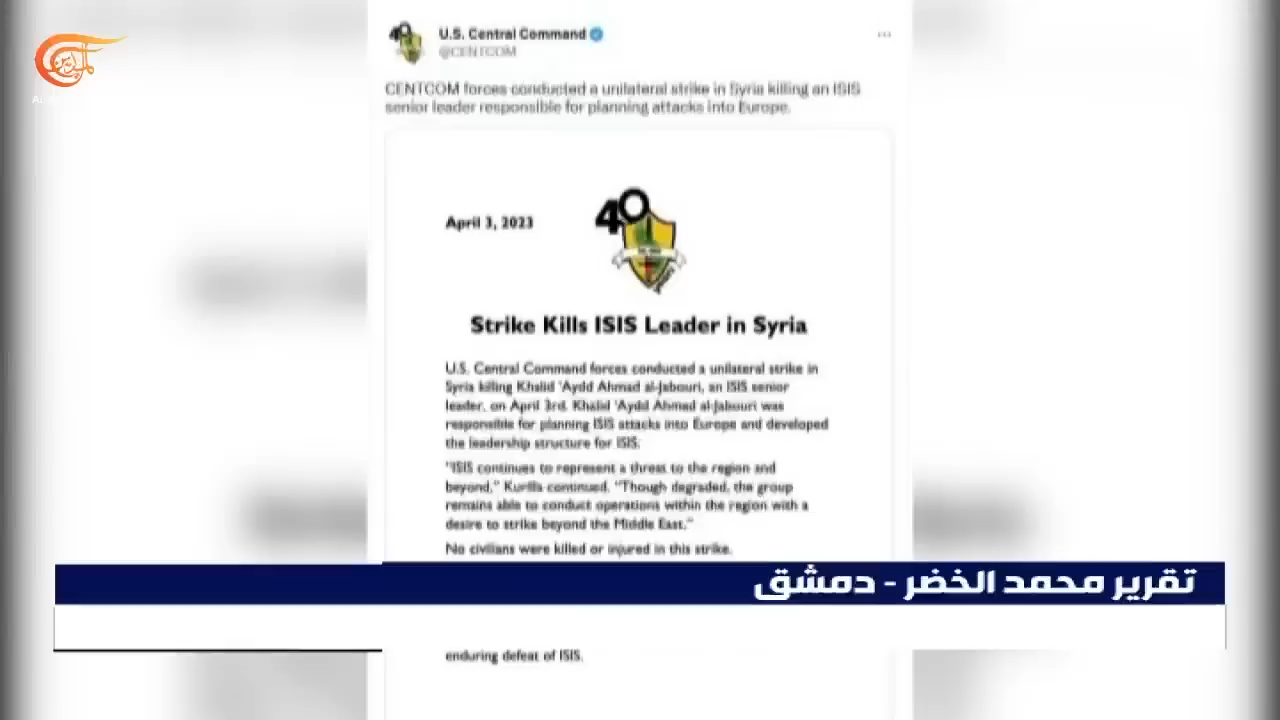 الميادين
U.S. Central Command
@CENTCOM
CENTCOM forces conducted a unilateral strike in Syria killing an ISIS
senior leader responsible for planning attacks into Europe.
April 3, 2023
40
Strike Kills ISIS Leader in Syria
U.S. Central Command forces conducted a unilateral strike in
Syria killing Khalid 'Aydd Ahmad al-Jabouri, an ISIS senior
leader, on April 3rd. Khalid 'Aydd Ahmad al-Jabouri was
responsible for planning ISIS attacks into Europe and developed
the leadership structure for ISIS.
"ISIS continues to represent a threat to the region and
beyond," Kurilla continued. "Though degraded, the group
remains able to conduct operations within the region with a
desire to strike beyond the Middle East."
No civilians were killed or injured in this strike.
تقرير محمد الخضر - دمشق
enduring defeat of ISIS.